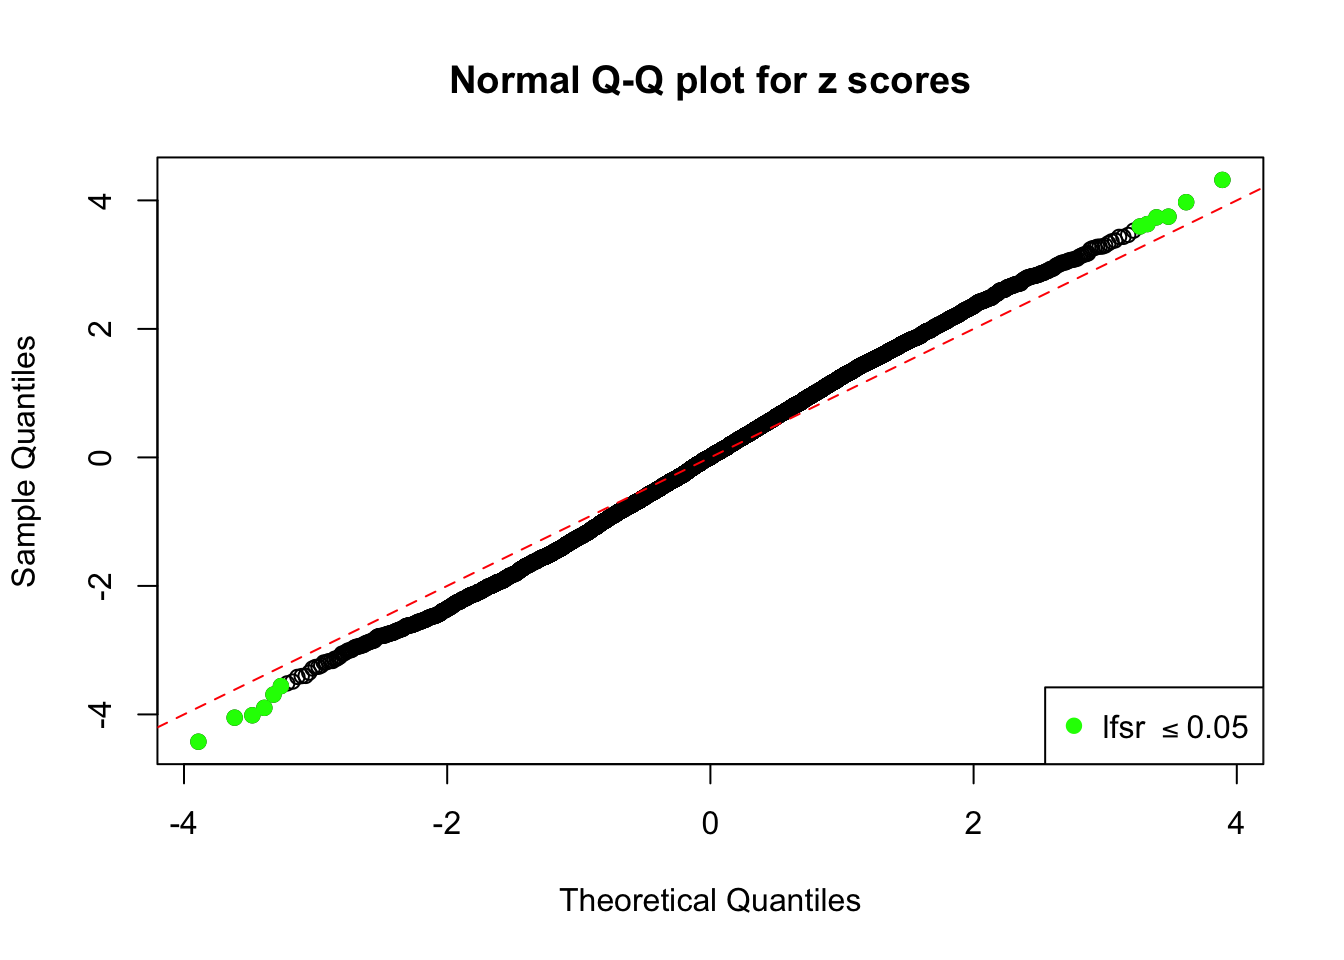 Normal Q-Q plot for z scores
Sample Quantiles
4
2
0
-2
-4
-4
-2
0
2
4
Theoretical Quantiles
lfsr ≤ 0.05